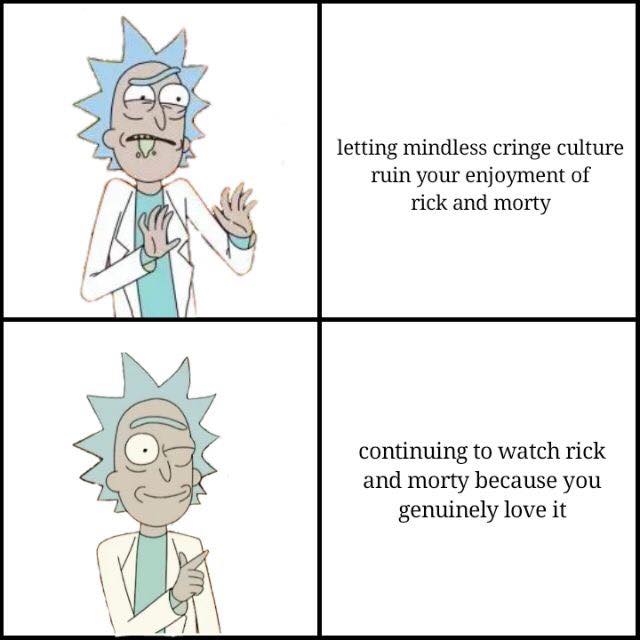 letting mindless cringe culture
ruin your enjoyment of
rick and morty
continuing to watch rick
and morty because you
genuinely love it